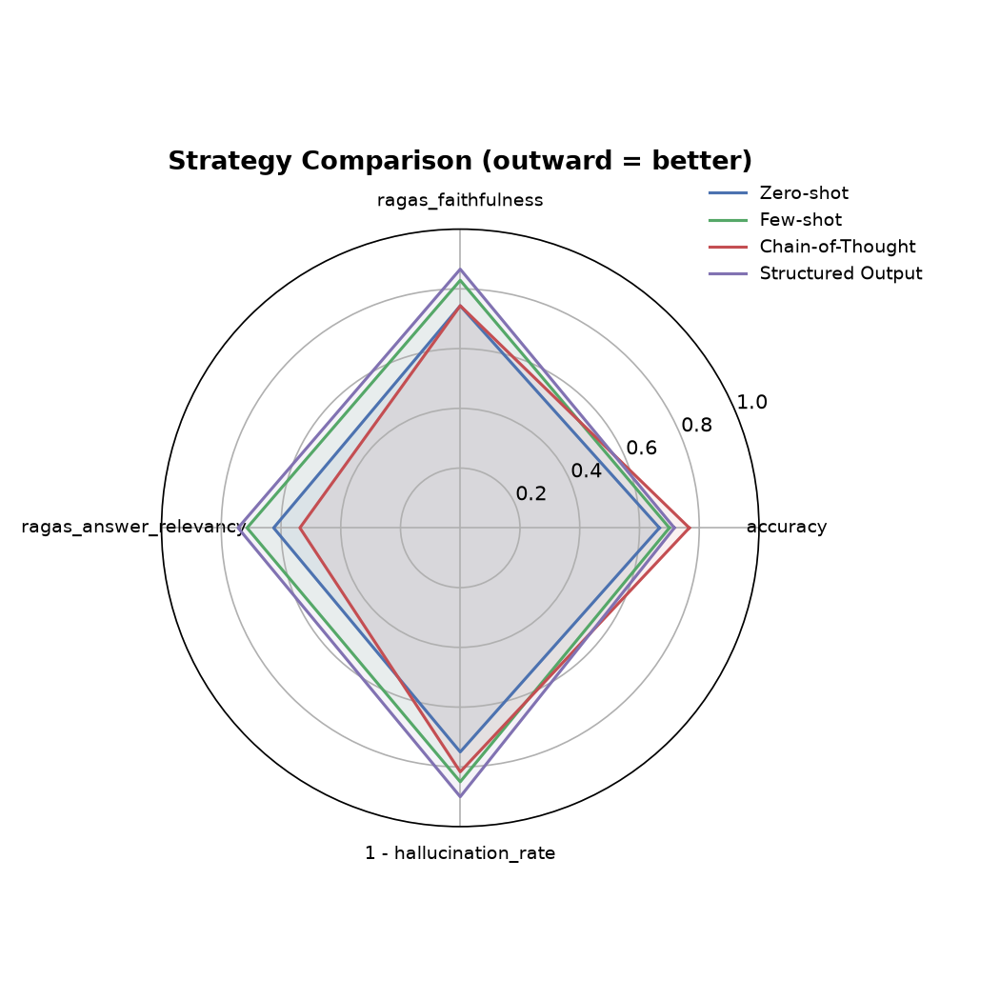 Strategy Comparison (outward = better)
Zero-shot
Few-shot
Chain-of-Thought
Structured Output
ragas_faithfulness
1.0
0.8
0.6
0.4
0.2
ragas_answer_relevancy
accuracy
1 - hallucination_rate